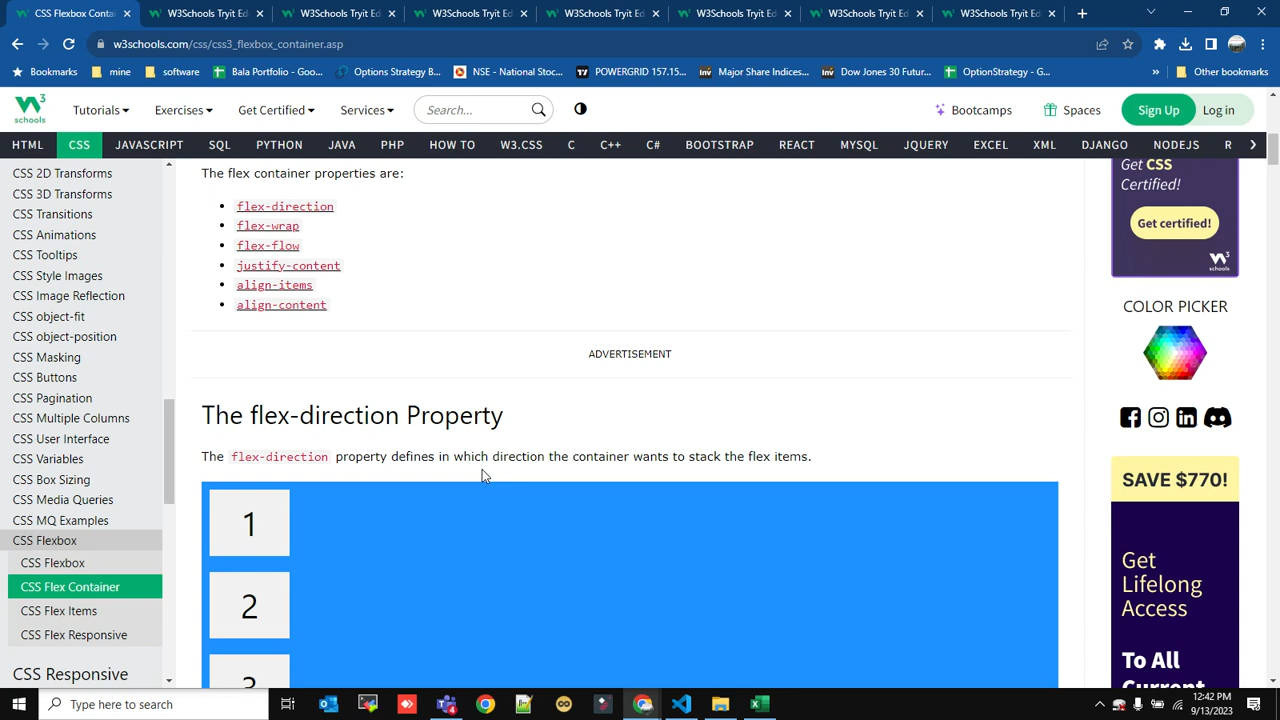 CSS Flexbox Contai
W3Schools Tryit Ed
W3Schools Tryit Ed
W3Schools Tryit Ed
W3Schools Tryit Ed
W3Schools Tryit Ed
W3Schools Tryit Ed
W3Schools Tryit Ed
w3schools.com/css/css3_flexbox_container.asp
Bookmarks
mine
software
Bala Portfolio - Goo...
Options Strategy B...
NSE - National Stoc...
POWERGRID 157.15...
Major Share Indices...
Dow Jones 30 Futur...
OptionStrategy - G...
»
Other bookmarks
W3 schools
Tutorials
Exercises
Get Certified
Services
Search...
Bootcamps
Spaces
Sign Up
Log in
HTML
CSS
JAVASCRIPT
SQL
PYTHON
JAVA
PHP
HOW TO
W3.CSS
C
C++
C#
BOOTSTRAP
REACT
MYSQL
JQUERY
EXCEL
XML
DJANGO
NODEJS
R
CSS 2D Transforms
CSS 3D Transforms
CSS Transitions
CSS Animations
CSS Tooltips
CSS Style Images
CSS Image Reflection
CSS object-fit
CSS object-position
CSS Masking
CSS Buttons
CSS Pagination
CSS Multiple Columns
CSS User Interface
CSS Variables
CSS Box Sizing
CSS Media Queries
CSS MQ Examples
CSS Flexbox
CSS Flexbox
CSS Flex Container
CSS Flex Items
CSS Flex Responsive
CSS Responsive
The flex container properties are:
• flex-direction
• flex-wrap
• flex-flow
• justify-content
• align-items
• align-content
ADVERTISEMENT
The flex-direction Property
The flex-direction property defines in which direction the container wants to stack the flex items.
1
2
3
Get CSS
Certified!
Get certified!
W3 schools
COLOR PICKER
SAVE $770!
Get
Lifelong
Access
To All
Current
Type here to search
12:42 PM
9/13/2023